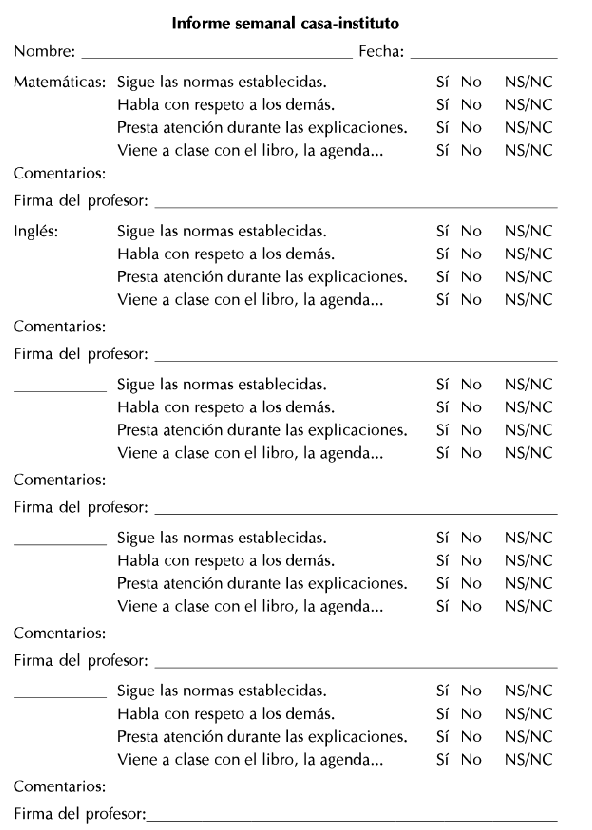 Informe semanal casa-instituto
Nombre: ______________ Fecha: ______________
Matemáticas: Sigue las normas establecidas. Sí No NS/NC
Habla con respeto a los demás. Sí No NS/NC
Presta atención durante las explicaciones. Sí No NS/NC
Viene a clase con el libro, la agenda... Sí No NS/NC
Comentarios:
Firma del profesor: ______________
Inglés: Sigue las normas establecidas. Sí No NS/NC
Habla con respeto a los demás. Sí No NS/NC
Presta atención durante las explicaciones. Sí No NS/NC
Viene a clase con el libro, la agenda... Sí No NS/NC
Comentarios:
Firma del profesor: ______________
__________ Sigue las normas establecidas. Sí No NS/NC
Habla con respeto a los demás. Sí No NS/NC
Presta atención durante las explicaciones. Sí No NS/NC
Viene a clase con el libro, la agenda... Sí No NS/NC
Comentarios:
Firma del profesor: ______________
__________ Sigue las normas establecidas. Sí No NS/NC
Habla con respeto a los demás. Sí No NS/NC
Presta atención durante las explicaciones. Sí No NS/NC
Viene a clase con el libro, la agenda... Sí No NS/NC
Comentarios:
Firma del profesor: ______________
__________ Sigue las normas establecidas. Sí No NS/NC
Habla con respeto a los demás. Sí No NS/NC
Presta atención durante las explicaciones. Sí No NS/NC
Viene a clase con el libro, la agenda... Sí No NS/NC
Comentarios:
Firma del profesor:______________